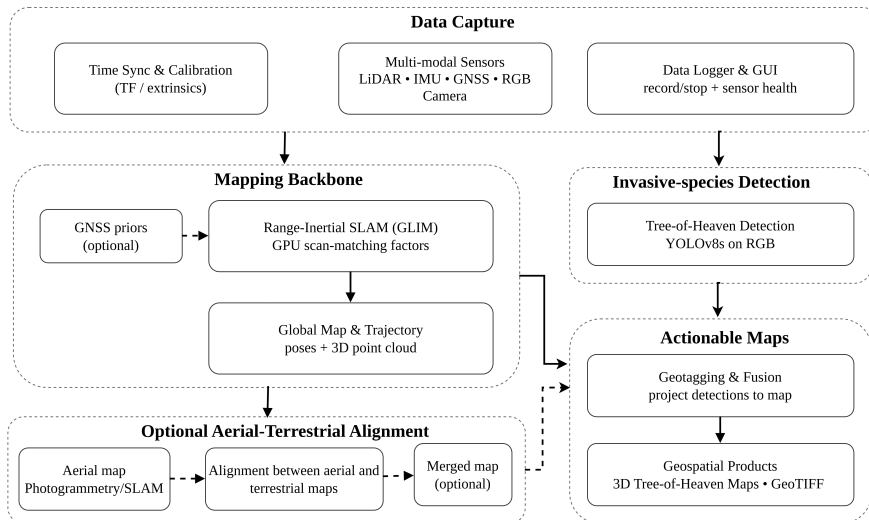 Data Capture
Time Sync & Calibration
(TF / extrinsics)
Multi-modal Sensors
LiDAR • IMU • GNSS • RGB
Camera
Data Logger & GUI
record/stop + sensor health
Mapping Backbone
GNSS priors
(optional)
Range-Inertial SLAM (GLIM)
GPU scan-matching factors
Global Map & Trajectory
poses + 3D point cloud
Invasive-species Detection
Tree-of-Heaven Detection
YOLOv8s on RGB
Actionable Maps
Geotagging & Fusion
project detections to map
Geospatial Products
3D Tree-of-Heaven Maps • GeoTIFF
Optional Aerial-Terrestrial Alignment
Aerial map
Photogrammetry/SLAM
Alignment between aerial and
terrestrial maps
Merged map
(optional)